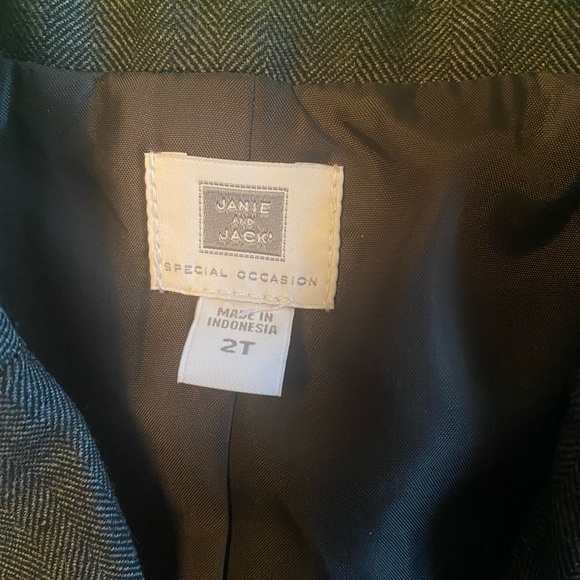 JANIE
AND
JACK®
SPECIAL OCCASION
MADE IN
INDONESIA
2T